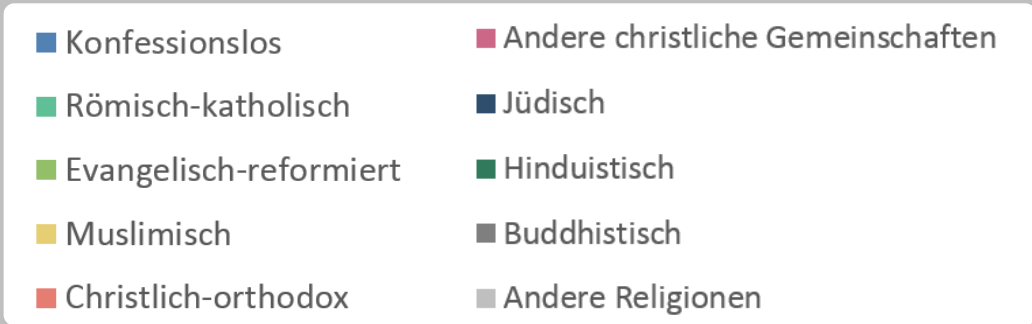 Konfessionslos
Römisch-katholisch
Evangelisch-reformiert
Muslimisch
Christlich-orthodox
Andere christliche Gemeinschaften
Jüdisch
Hinduistisch
Buddhistisch
Andere Religionen